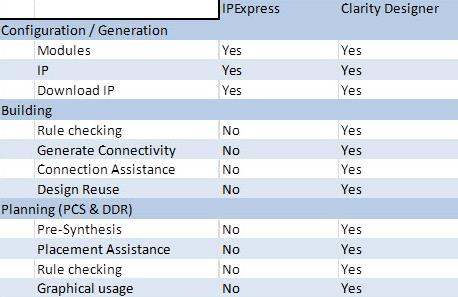 IPExpress Clarity Designer
Configuration / Generation
Modules Yes Yes
IP Yes Yes
Download IP Yes Yes
Building
Rule checking No Yes
Generate Connectivity No Yes
Connection Assistance No Yes
Design Reuse No Yes
Planning (PCS & DDR)
Pre-Synthesis No Yes
Placement Assistance No Yes
Rule checking No Yes
Graphical usage No Yes